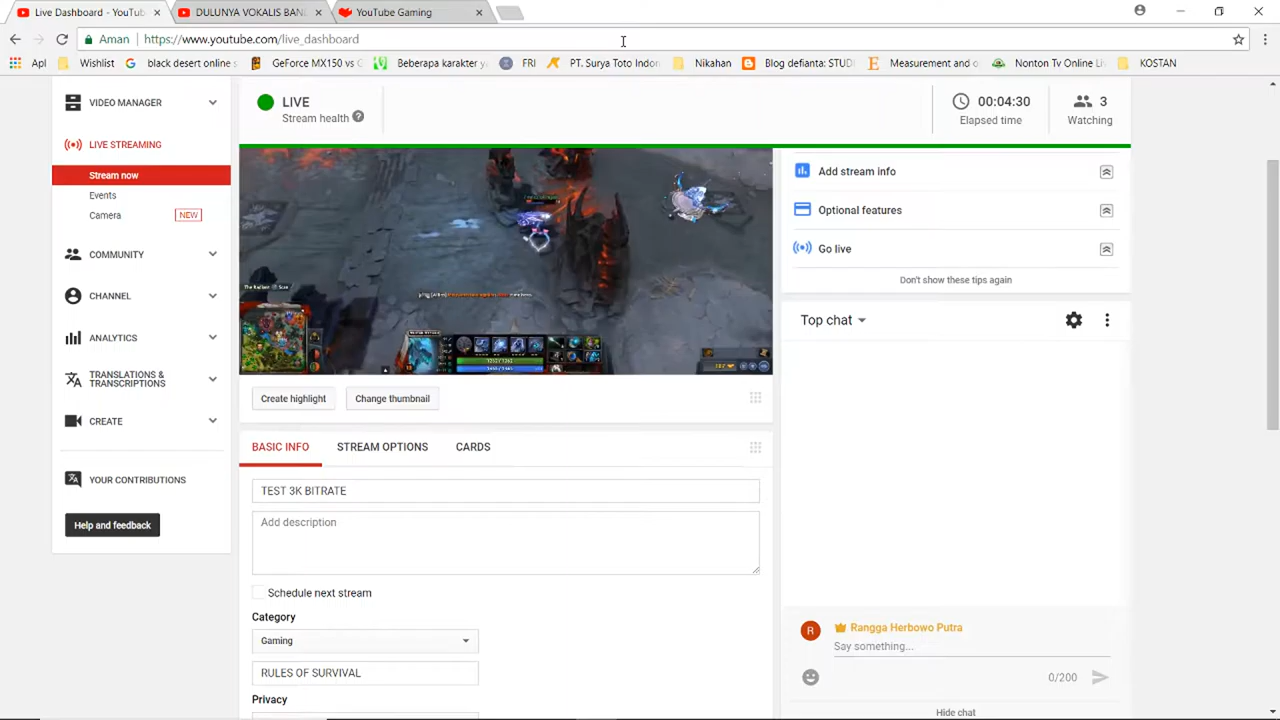 Live Dashboard - YouTub
DULUNYA VOKALIS BAN
YouTube Gaming
Aman
https://www.youtube.com/live_dashboard
Apl
Wishlist
black desert online s
GeForce MX150 vs G
Beberapa karakter y
FRI
PT. Surya Toto Indon
Nikahan
Blog defianta: STUD
Measurement and o
Nonton Tv Online Li
KOSTAN
VIDEO MANAGER
LIVE STREAMING
Stream now
Events
Camera
NEW
COMMUNITY
CHANNEL
ANALYTICS
TRANSLATIONS &
TRANSCRIPTIONS
CREATE
YOUR CONTRIBUTIONS
Help and feedback
LIVE
Stream health ?
00:04:30
Elapsed time
3
Watching
The Radiant
Scan
Create highlight
Change thumbnail
BASIC INFO
STREAM OPTIONS
CARDS
TEST 3K BITRATE
Add description
Schedule next stream
Category
Gaming
RULES OF SURVIVAL
Privacy
Add stream info
Optional features
Go live
Don't show these tips again
Top chat
R
Rangga Herbowo Putra
Say something...
0/200
Hide chat